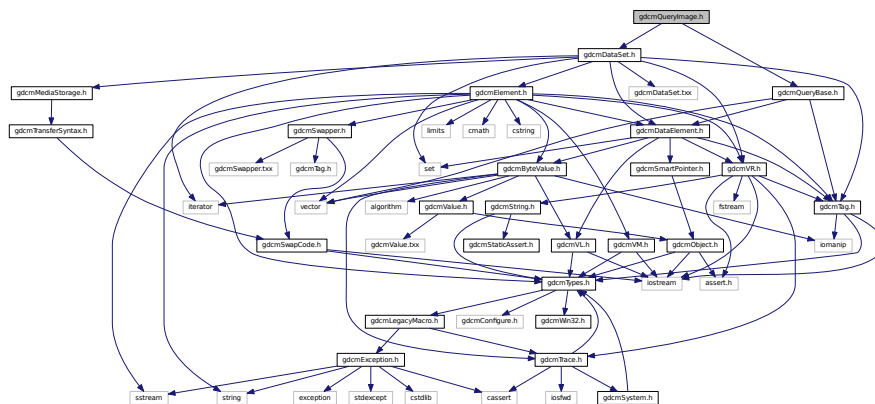 gdcmQueryImage.h
gdcmDataSet.h
gdcmMediaStorage.h
gdcmElement.h
gdcmDataSet.txx
gdcmQueryBase.h
gdcmTransferSyntax.h
gdcmSwapper.h
limits
cmath
cstring
gdcmDataElement.h
gdcmSwapper.txx
gdcmTag.h
set
gdcmByteValue.h
gdcmSmartPointer.h
gdcmVR.h
iterator
vector
algorithm
gdcmValue.h
gdcmString.h
fstream
gdcmTag.h
gdcmSwapCode.h
gdcmValue.txx
gdcmStaticAssert.h
gdcmVL.h
gdcmVM.h
gdcmObject.h
iomanip
gdcmTypes.h
iostream
assert.h
gdcmLegacyMacro.h
gdcmConfigure.h
gdcmWin32.h
gdcmException.h
gdcmTrace.h
sstream
string
exception
stdexcept
cstdlib
cassert
iosfwd
gdcmSystem.h